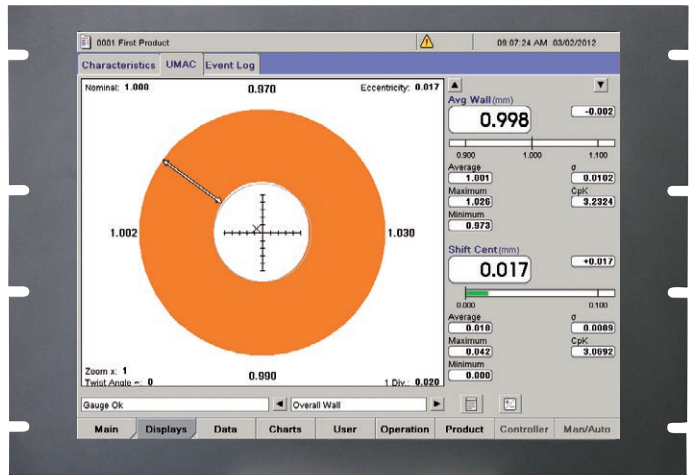 0001 First Product 09:07:24 AM 03/02/2012
Characteristics UMAC Event Log
Nominal: 1.000 0.970 Eccentricity: 0.017
1.002 1.030
Zoom x: 1 0.990
Twist Angle ~: 0 1 Div.: 0.020
Avg Wall (mm)
0.998 -0.002
0.900 1.000 1.100
Average σ
1.001 0.0102
Maximum CpK
1.026 3.2324
Minimum
0.973
Shift Cent (mm)
0.017 +0.017
0.000 0.100
Average σ
0.018 0.0089
Maximum CpK
0.042 3.0692
Minimum
0.000
Gauge Ok Overall Wall
Main Displays Data Charts User Operation Product Controller Man/Auto